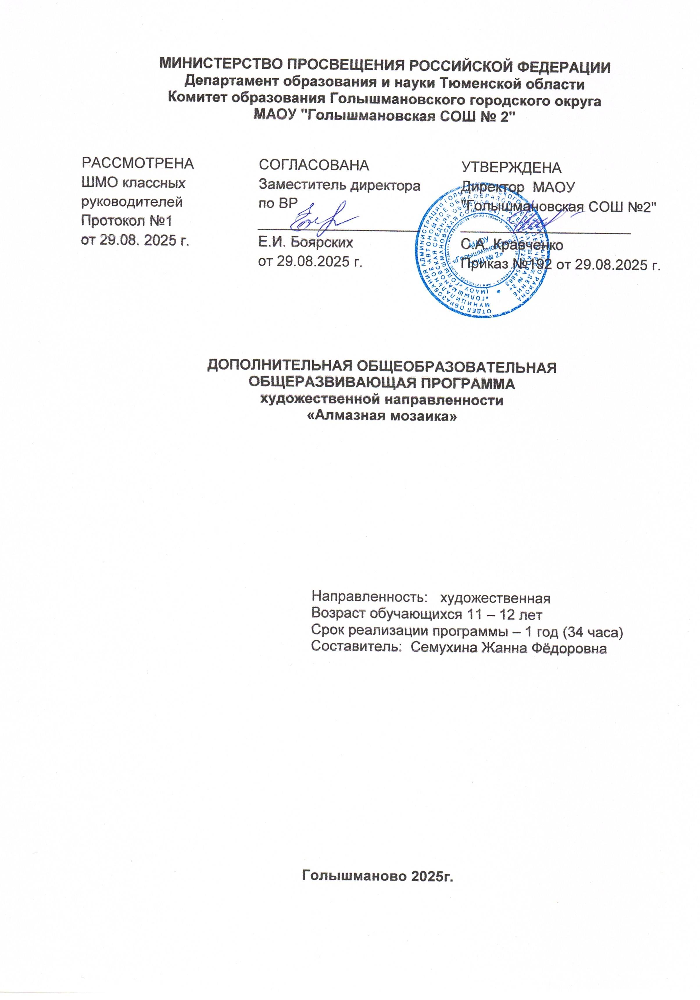 МИНИСТЕРСТВО ПРОСВЕЩЕНИЯ РОССИЙСКОЙ ФЕДЕРАЦИИ
Департамент образования и науки Тюменской области
Комитет образования Голышмановского городского округа
МАОУ "Голышмановская СОШ № 2"
РАССМОТРЕНА
ШМО классных
руководителей
Протокол №1
от 29.08. 2025 г.
СОГЛАСОВАНА
Заместитель директора
по ВР
Е.И. Боярских
от 29.08.2025 г.
УТВЕРЖДЕНА
Директор МАОУ
"Голышмановская СОШ №2"
С.А. Кравченко
Приказ №192 от 29.08.2025 г.
МАОУ
«Голышмановская
СОШ № 2»
ДОПОЛНИТЕЛЬНАЯ ОБЩЕОБРАЗОВАТЕЛЬНАЯ
ОБЩЕРАЗВИВАЮЩАЯ ПРОГРАММА
художественной направленности
«Алмазная мозаика»
Направленность: художественная
Возраст обучающихся 11 – 12 лет
Срок реализации программы – 1 год (34 часа)
Составитель: Семухина Жанна Фёдоровна
Голышманово 2025г.